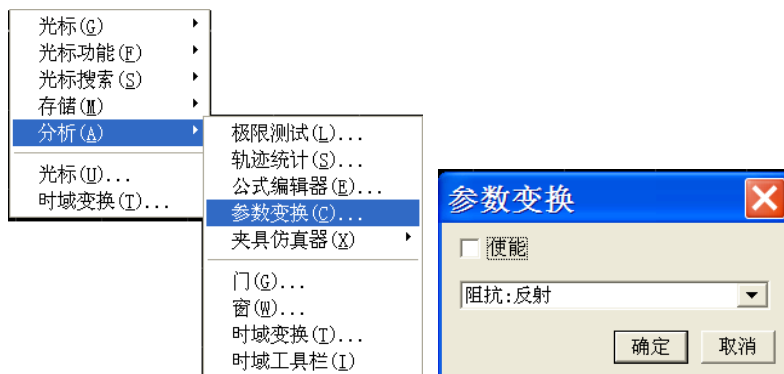 光标(G)
光标功能(F)
光标搜索(S)
存储(M)
分析(A)
光标(U)...
时域变换(T)...
极限测试(L)...
轨迹统计(S)...
公式编辑器(E)...
参数变换(C)...
夹具仿真器(X)
门(G)...
窗(W)...
时域变换(T)...
时域工具栏(I)
参数变换
使能
阻抗:反射
确定
取消